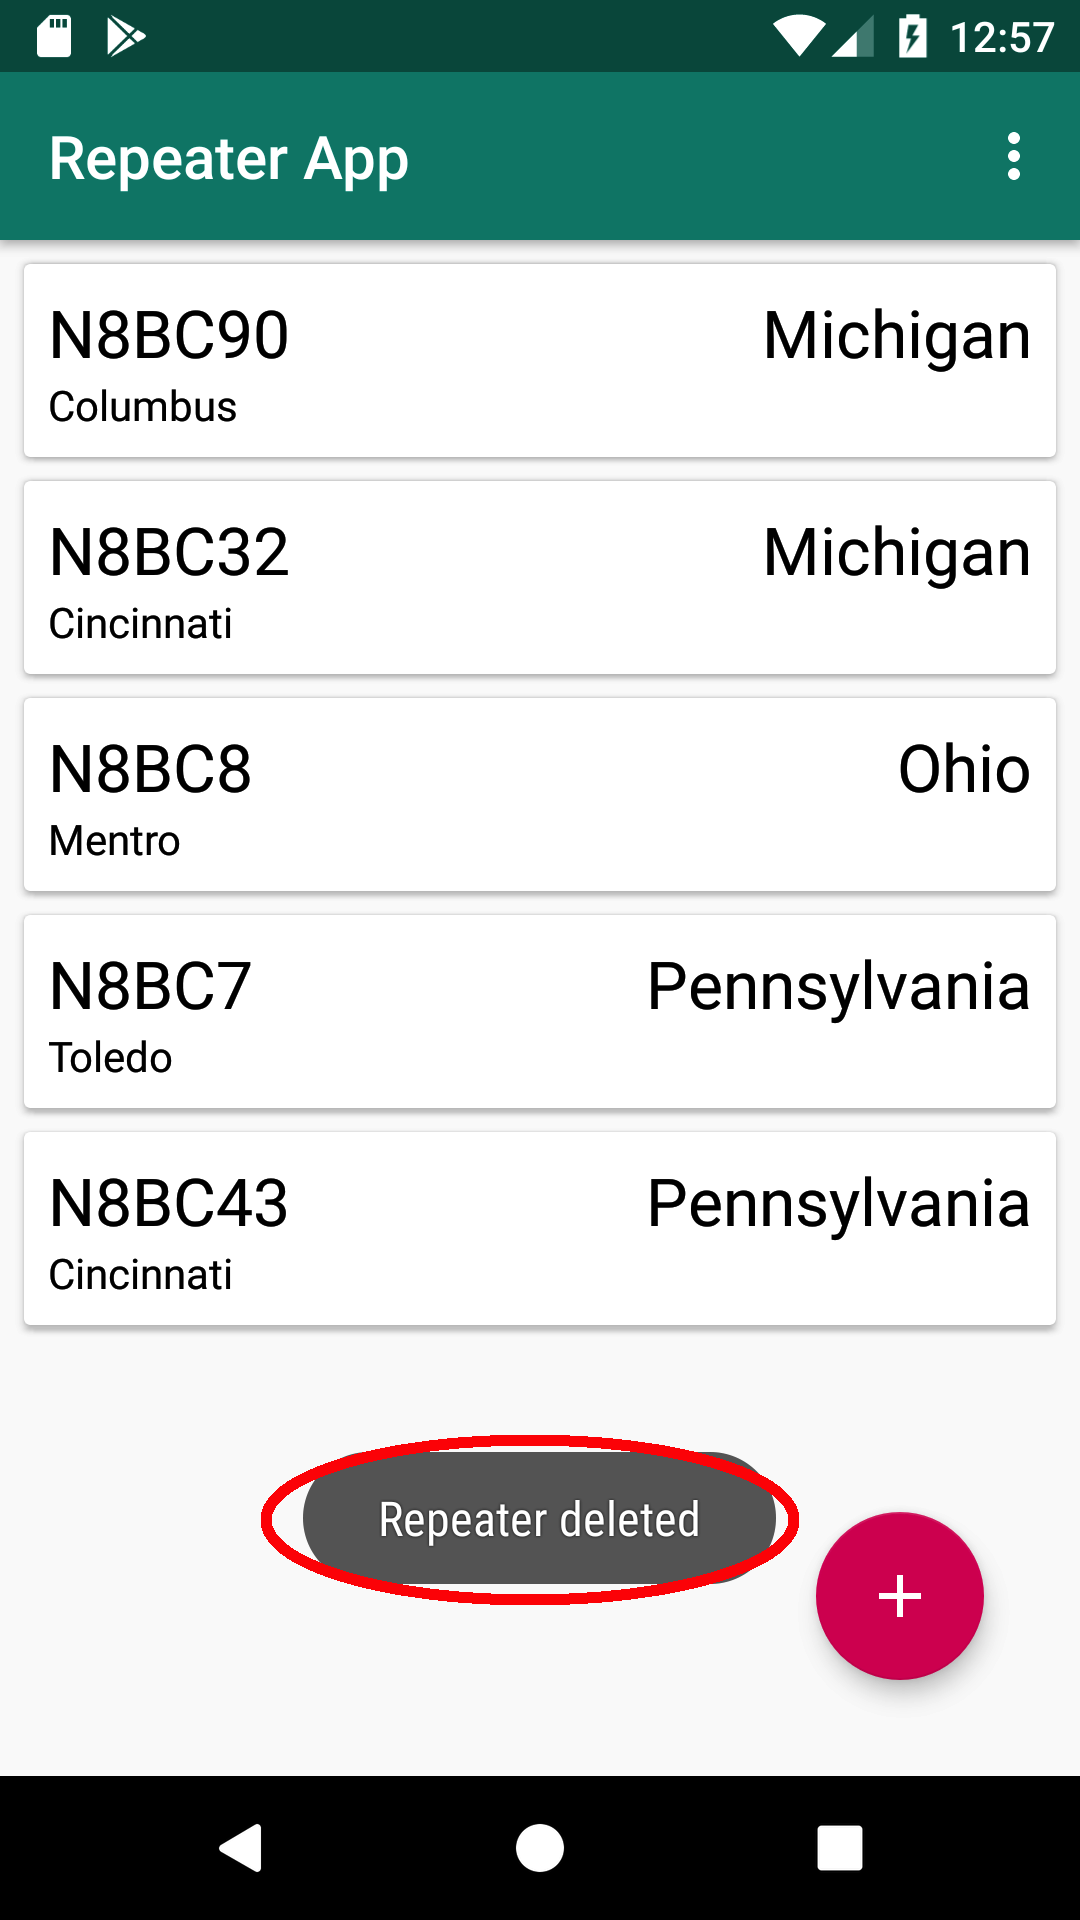 12:57
Repeater App
N8BC90 Michigan
Columbus
N8BC32 Michigan
Cincinnati
N8BC8 Ohio
Mentro
N8BC7 Pennsylvania
Toledo
N8BC43 Pennsylvania
Cincinnati
Repeater deleted